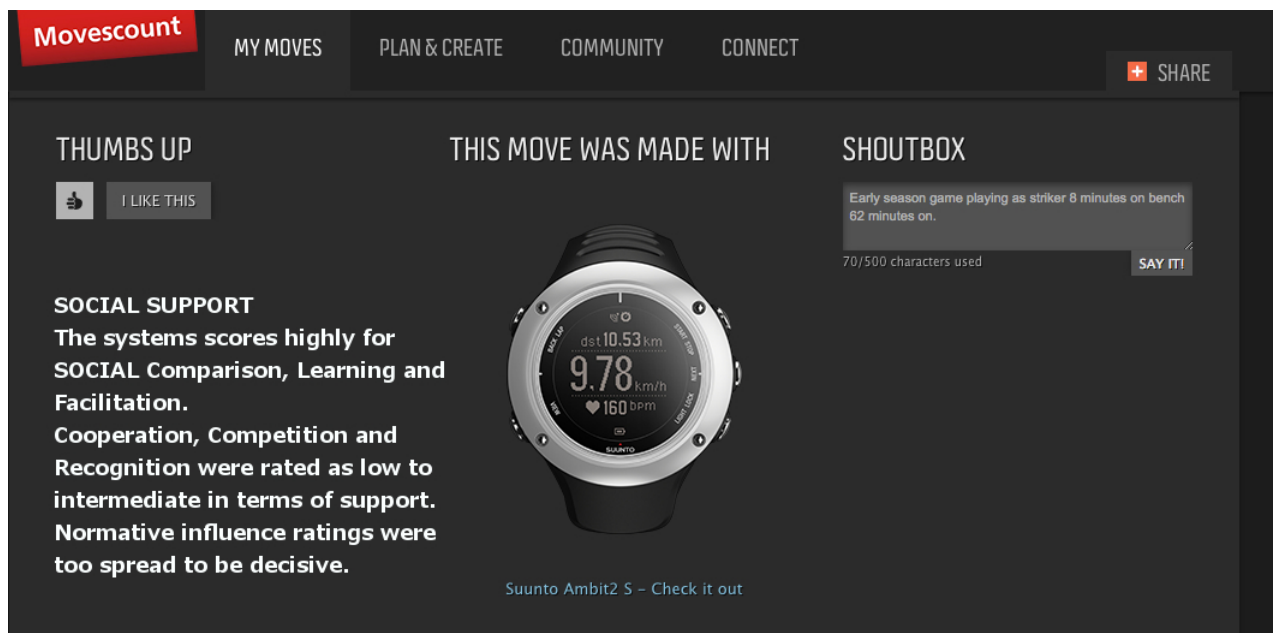 Movescount
MY MOVES
PLAN & CREATE
COMMUNITY
CONNECT
SHARE
THUMBS UP
I LIKE THIS
SOCIAL SUPPORT
The systems scores highly for
SOCIAL Comparison, Learning and
Facilitation.
Cooperation, Competition and
Recognition were rated as low to
intermediate in terms of support.
Normative influence ratings were
too spread to be decisive.
THIS MOVE WAS MADE WITH
BACK LAP
START STOP
NEXT
LIGHT LOCK
VIEW
dst 10.53 km
9.78 km/h
160 bpm
SUUNTO
Suunto Ambit2 S – Check it out
SHOUTBOX
Early season game playing as striker 8 minutes on bench
62 minutes on.
70/500 characters used
SAY IT!